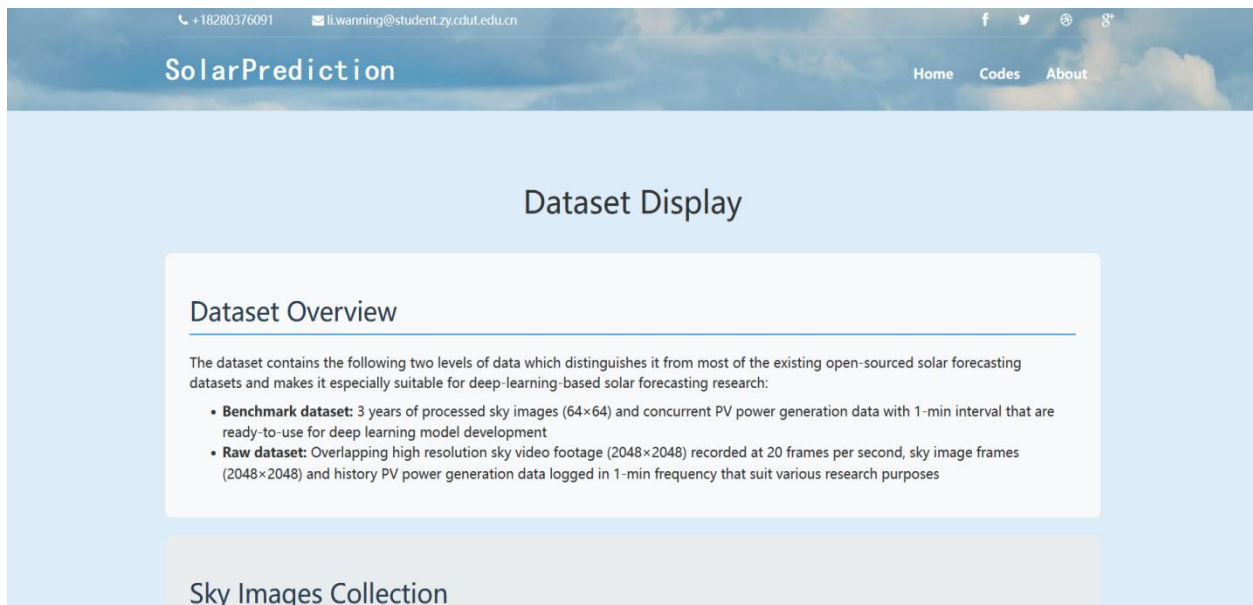 +18280376091 li.wanning@student.zy.cdut.edu.cn
SolarPrediction
Home Codes About
Dataset Display
Dataset Overview
The dataset contains the following two levels of data which distinguishes it from most of the existing open-sourced solar forecasting
datasets and makes it especially suitable for deep-learning-based solar forecasting research:
• Benchmark dataset: 3 years of processed sky images (64×64) and concurrent PV power generation data with 1-min interval that are
ready-to-use for deep learning model development
• Raw dataset: Overlapping high resolution sky video footage (2048×2048) recorded at 20 frames per second, sky image frames
(2048×2048) and history PV power generation data logged in 1-min frequency that suit various research purposes
Sky Images Collection